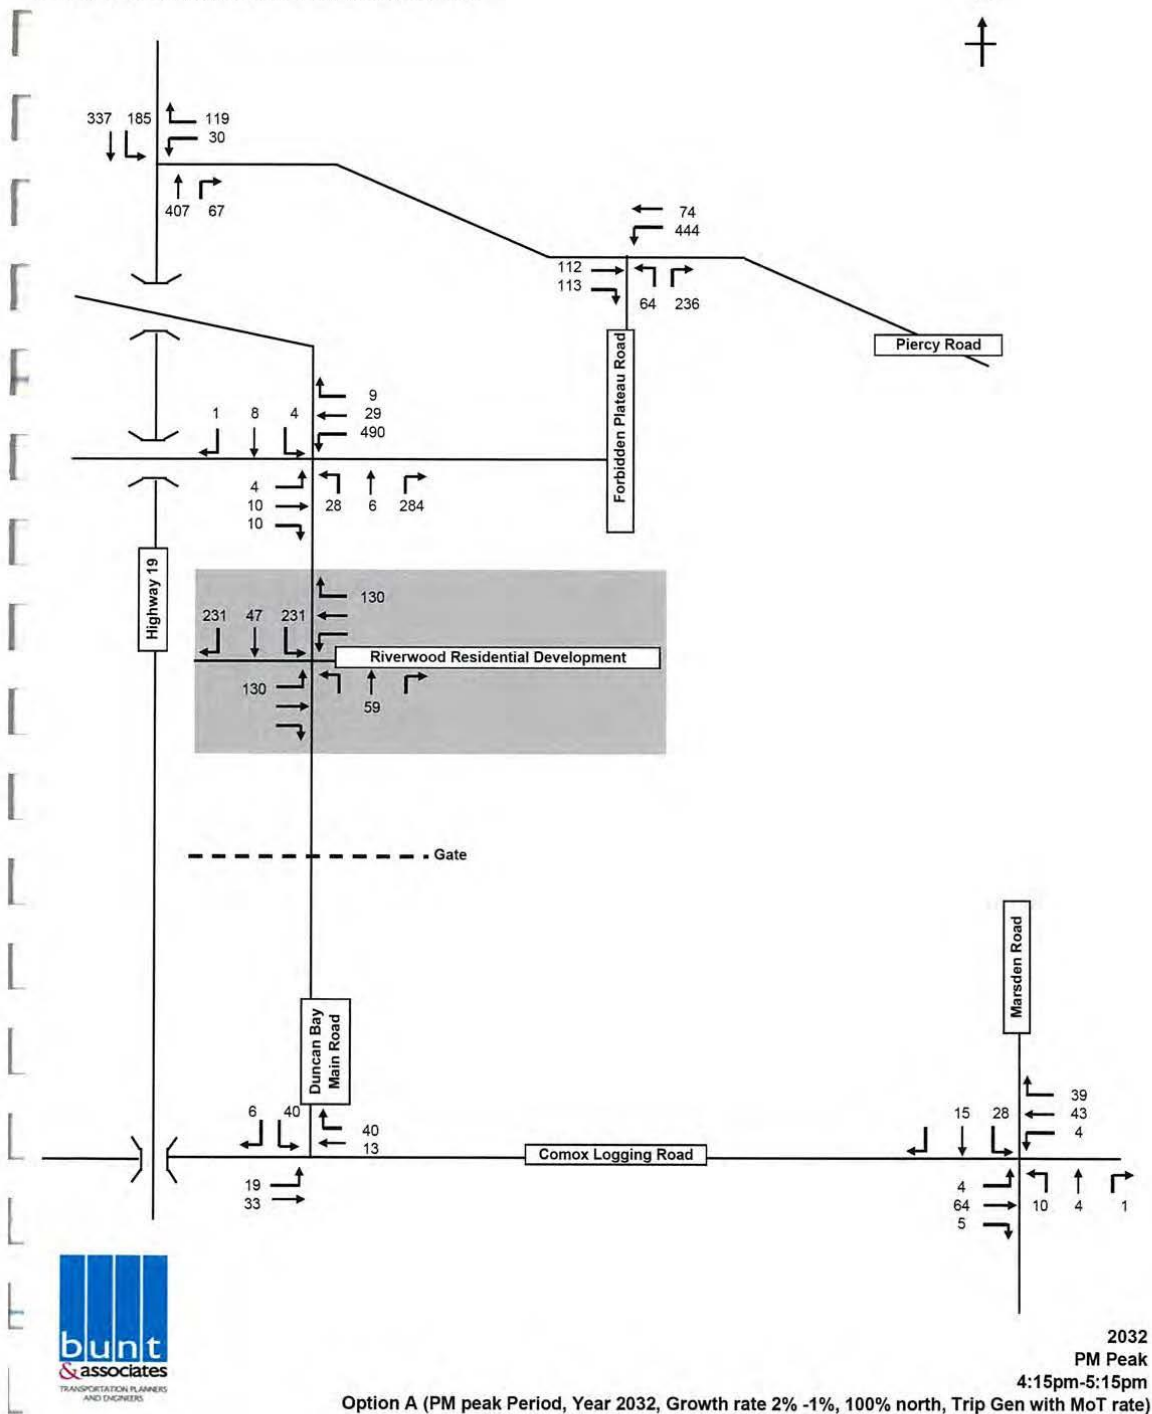 337 185 119
30
407 67
74
444
112
113
64 236
Piercy Road
Forbidden Plateau Road
9
1 8 4 29
490
4
10 28 6 284
10
Highway 19
130
231 47 231
Riverwood Residential Development
130
59
Gate
Marsden Road
Duncan Bay
Main Road
6 40
40
13
Comox Logging Road
19
33
39
15 28 43
4
4
64 10 4 1
5
bunt
& associates
TRANSPORTATION PLANNERS
AND ENGINEERS
2032
PM Peak
4:15pm-5:15pm
Option A (PM peak Period, Year 2032, Growth rate 2% -1%, 100% north, Trip Gen with MoT rate)